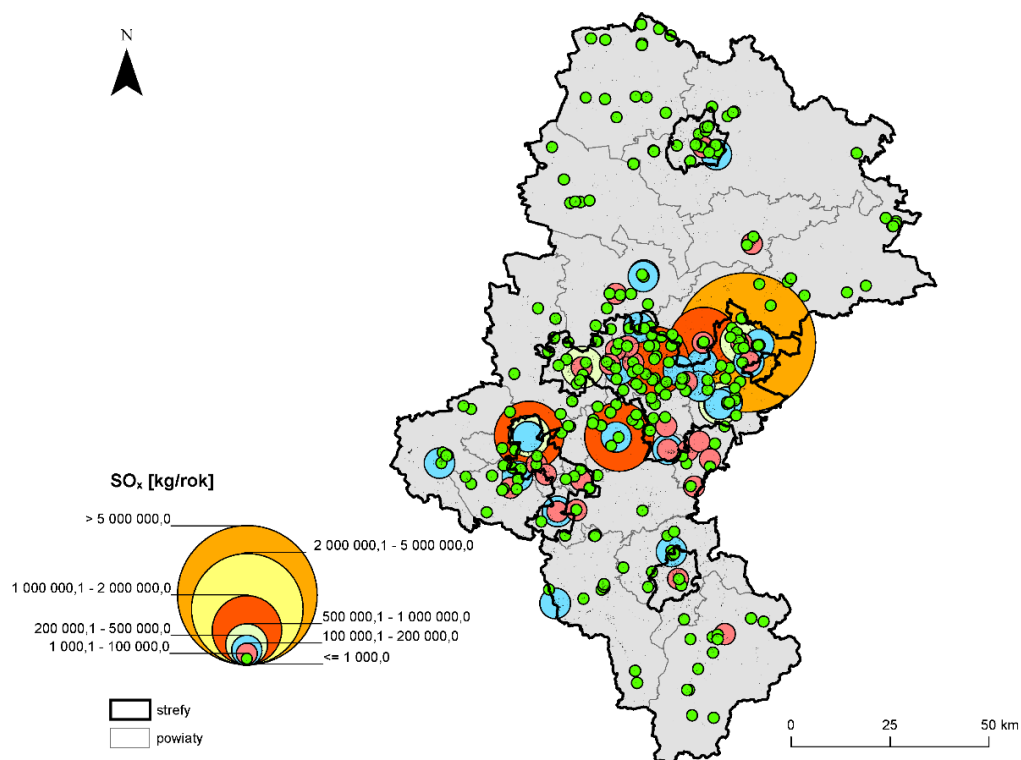 N
SOₓ [kg/rok]
> 5 000 000,0
2 000 000,1 - 5 000 000,0
1 000 000,1 - 2 000 000,0
500 000,1 - 1 000 000,0
200 000,1 - 500 000,0
100 000,1 - 200 000,0
1 000,1 - 100 000,0
<= 1 000,0
strefy
powiaty
0 25 50 km